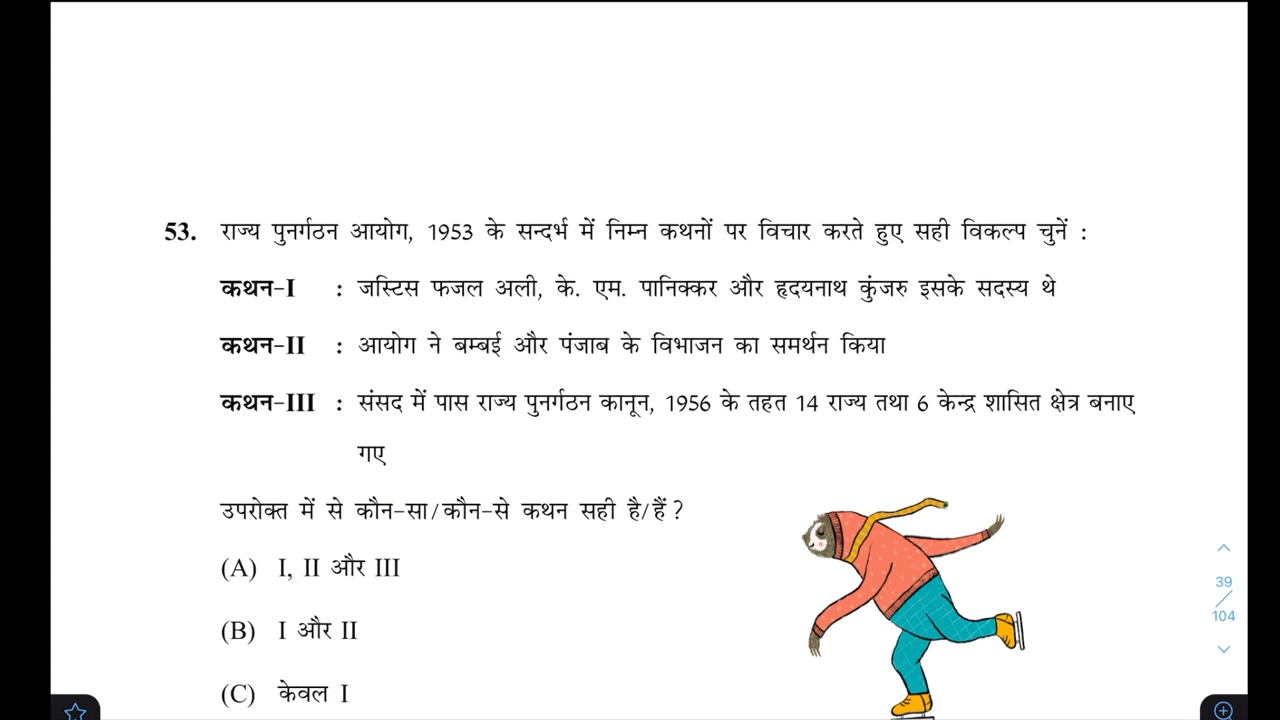 53. राज्य पुनर्गठन आयोग, 1953 के सन्दर्भ में निम्न कथनों पर विचार करते हुए सही विकल्प चुनें :
कथन-I : जस्टिस फजल अली, के. एम. पानिक्कर और हृदयनाथ कुंजरु इसके सदस्य थे
कथन-II : आयोग ने बम्बई और पंजाब के विभाजन का समर्थन किया
कथन-III : संसद में पास राज्य पुनर्गठन कानून, 1956 के तहत 14 राज्य तथा 6 केन्द्र शासित क्षेत्र बनाए
गए
उपरोक्त में से कौन-सा/कौन-से कथन सही है/हैं ?
(A) I, II और III
(B) I और II
(C) केवल I
39
104